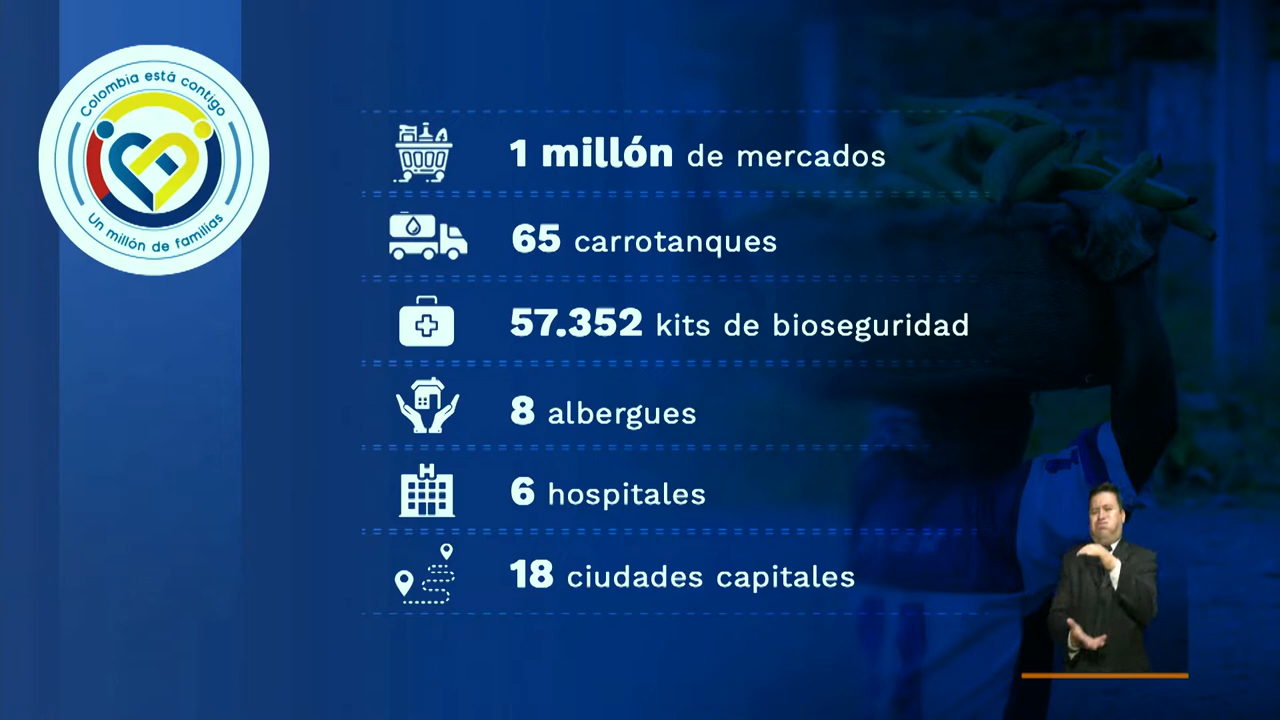 Colombia está contigo
Un millón de familias
1 millón de mercados
65 carrotanques
57.352 kits de bioseguridad
8 albergues
6 hospitales
18 ciudades capitales